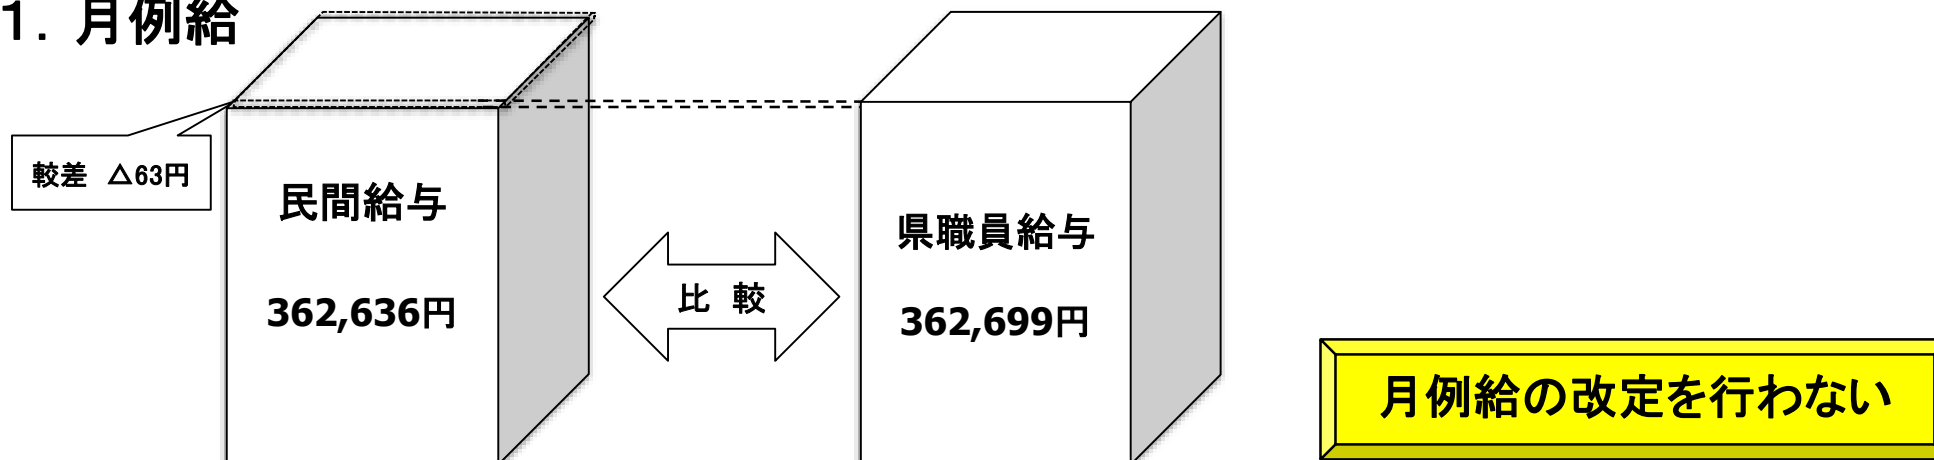 1. 月例給
較差 △63円
民間給与
362,636円
比 較
県職員給与
362,699円
月例給の改定を行わない